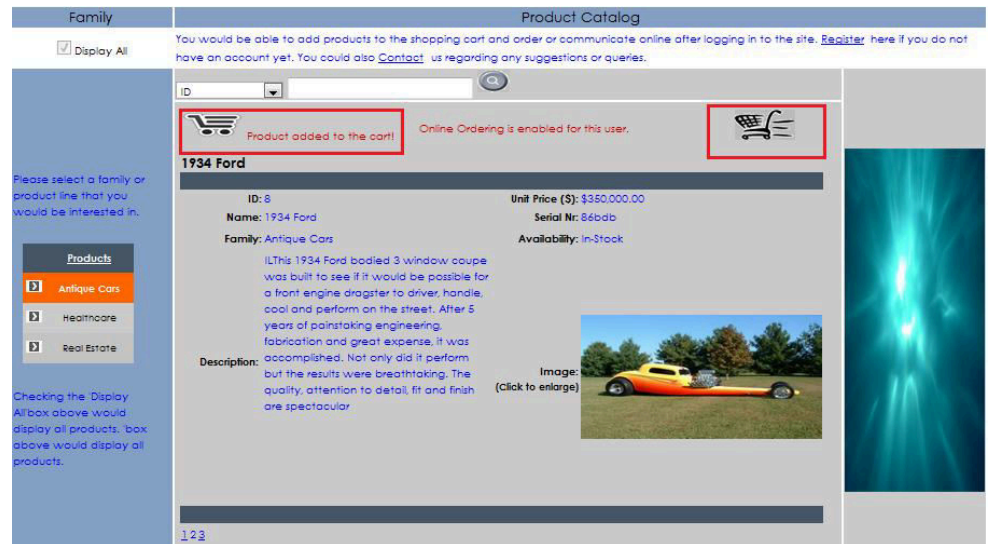 Family
Product Catalog
Display All
You would be able to add products to the shopping cart and order or communicate online after logging in to the site. Register here if you do not
have an account yet. You could also Contact us regarding any suggestions or queries.
ID
Product added to the cart!
Online Ordering is enabled for this user.
1934 Ford
Please select a family or
product line that you
would be interested in.
Products
Antique Cars
Healthcare
Real Estate
Checking the 'Display
All'box above would
display all products. 'box
above would display all
products.
ID: 8
Unit Price ($): $350,000.00
Name: 1934 Ford
Serial Nr: 86bdb
Family: Antique Cars
Availability: In-Stock
Description:
ILThis 1934 Ford bodied 3 window coupe
was built to see if it would be possible for
a front engine dragster to driver, handle,
cool and perform on the street. After 5
years of painstaking engineering,
fabrication and great expense, it was
accomplished. Not only did it perform
but the results were breathtaking. The
quality, attention to detail, fit and finish
are spectacular
Image:
(Click to enlarge)
1 2 3